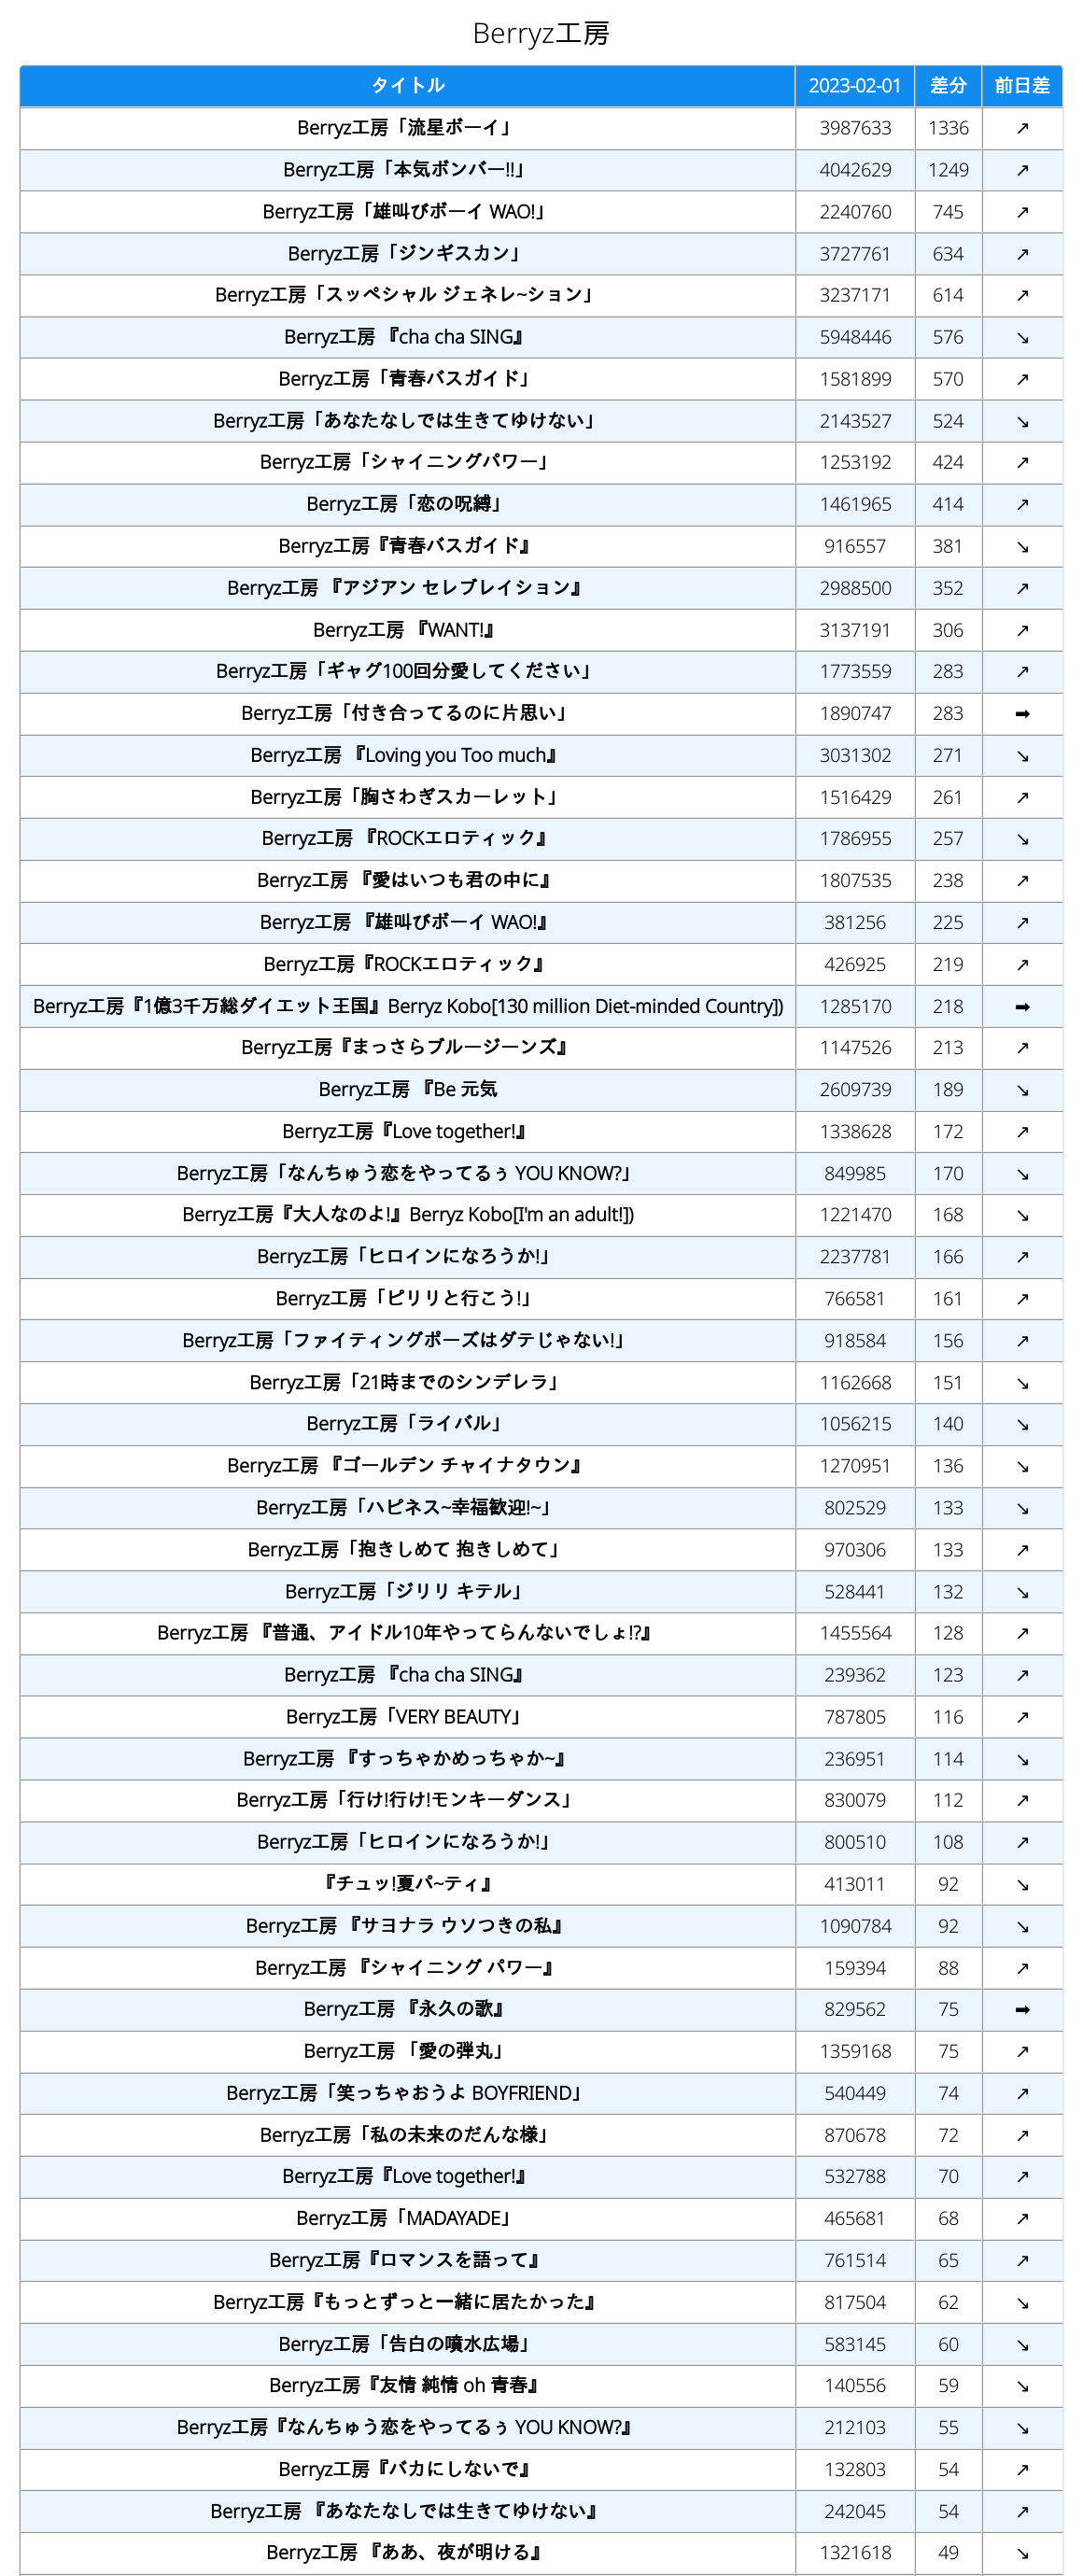 Berryz工房
タイトル 2023-02-01 差分 前日差
Berryz工房「流星ボーイ」 3987633 1336 ↗
Berryz工房「本気ボンバー!!」 4042629 1249 ↗
Berryz工房「雄叫びボーイ WAO!」 2240760 745 ↗
Berryz工房「ジンギスカン」 3727761 634 ↗
Berryz工房「スッペシャル ジェネレ~ション」 3237171 614 ↗
Berryz工房 『cha cha SING』 5948446 576 ↘
Berryz工房「青春バスガイド」 1581899 570 ↗
Berryz工房「あなたなしでは生きてゆけない」 2143527 524 ↘
Berryz工房「シャイニングパワー」 1253192 424 ↗
Berryz工房「恋の呪縛」 1461965 414 ↗
Berryz工房『青春バスガイド』 916557 381 ↘
Berryz工房 『アジアン セレブレイション』 2988500 352 ↗
Berryz工房 『WANT!』 3137191 306 ↗
Berryz工房「ギャグ100回分愛してください」 1773559 283 ↗
Berryz工房「付き合ってるのに片思い」 1890747 283 ➡
Berryz工房 『Loving you Too much』 3031302 271 ↘
Berryz工房「胸さわぎスカーレット」 1516429 261 ↗
Berryz工房 『ROCKエロティック』 1786955 257 ↘
Berryz工房 『愛はいつも君の中に』 1807535 238 ↗
Berryz工房 『雄叫びボーイ WAO!』 381256 225 ↗
Berryz工房『ROCKエロティック』 426925 219 ↗
Berryz工房『1億3千万総ダイエット王国』Berryz Kobo[130 million Diet-minded Country]) 1285170 218 ➡
Berryz工房『まっさらブルージーンズ』 1147526 213 ↗
Berryz工房 『Be 元気 2609739 189 ↘
Berryz工房『Love together!』 1338628 172 ↗
Berryz工房「なんちゅう恋をやってるぅ YOU KNOW?」 849985 170 ↘
Berryz工房『大人なのよ!』Berryz Kobo[I'm an adult!]) 1221470 168 ↘
Berryz工房「ヒロインになろうか!」 2237781 166 ↗
Berryz工房「ピリリと行こう!」 766581 161 ↗
Berryz工房「ファイティングポーズはダテじゃない!」 918584 156 ↗
Berryz工房「21時までのシンデレラ」 1162668 151 ↘
Berryz工房「ライバル」 1056215 140 ↘
Berryz工房 『ゴールデン チャイナタウン』 1270951 136 ↘
Berryz工房「ハピネス~幸福歓迎!~」 802529 133 ↘
Berryz工房「抱きしめて 抱きしめて」 970306 133 ↗
Berryz工房「ジリリ キテル」 528441 132 ↘
Berryz工房 『普通、アイドル10年やってらんないでしょ!?』 1455564 128 ↗
Berryz工房 『cha cha SING』 239362 123 ↗
Berryz工房「VERY BEAUTY」 787805 116 ↗
Berryz工房 『すっちゃかめっちゃか~』 236951 114 ↘
Berryz工房「行け!行け!モンキーダンス」 830079 112 ↗
Berryz工房「ヒロインになろうか!」 800510 108 ↗
『チュッ!夏パ~ティ』 413011 92 ↘
Berryz工房 『サヨナラ ウソつきの私』 1090784 92 ↘
Berryz工房 『シャイニング パワー』 159394 88 ↗
Berryz工房 『永久の歌』 829562 75 ➡
Berryz工房 「愛の弾丸」 1359168 75 ↗
Berryz工房「笑っちゃおうよ BOYFRIEND」 540449 74 ↗
Berryz工房「私の未来のだんな様」 870678 72 ↗
Berryz工房『Love together!』 532788 70 ↗
Berryz工房「MADAYADE」 465681 68 ↗
Berryz工房『ロマンスを語って』 761514 65 ↗
Berryz工房『もっとずっと一緒に居たかった』 817504 62 ↘
Berryz工房「告白の噴水広場」 583145 60 ↘
Berryz工房『友情 純情 oh 青春』 140556 59 ↘
Berryz工房『なんちゅう恋をやってるぅ YOU KNOW?』 212103 55 ↘
Berryz工房『バカにしないで』 132803 54 ↗
Berryz工房 『あなたなしでは生きてゆけない』 242045 54 ↗
Berryz工房 『ああ、夜が明ける』 1321618 49 ↘